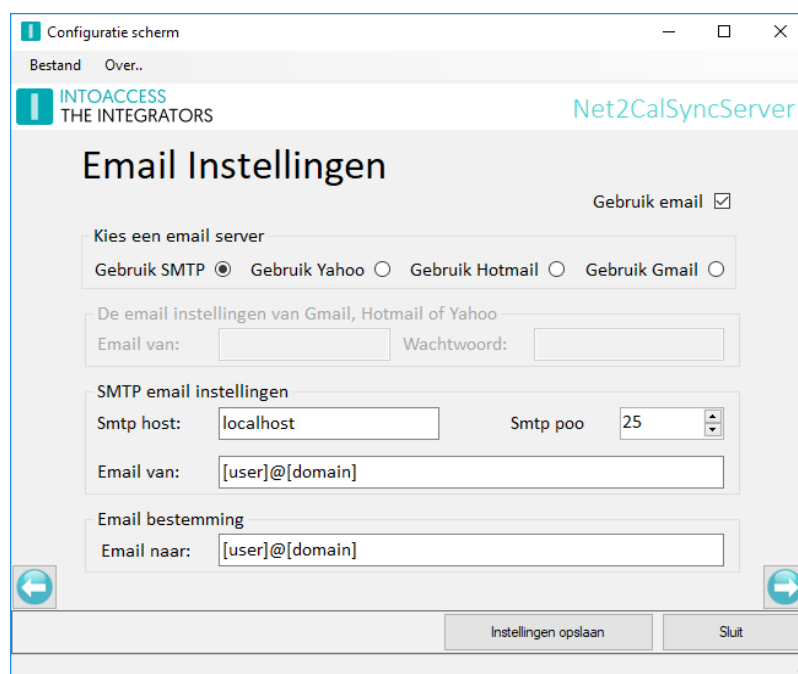 Configuratie scherm
Bestand Over..
INTOACCESS
THE INTEGRATORS
Net2CalSyncServer
Email Instellingen
Gebruik email
Kies een email server
Gebruik SMTP Gebruik Yahoo Gebruik Hotmail Gebruik Gmail
De email instellingen van Gmail, Hotmail of Yahoo
Email van: Wachtwoord:
SMTP email instellingen
Smtp host: localhost Smtp poo 25
Email van: [user]@[domain]
Email bestemming
Email naar: [user]@[domain]
Instellingen opslaan Sluit